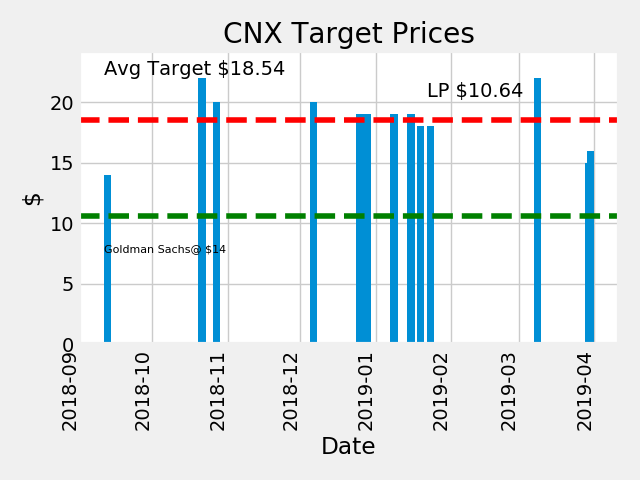 CNX Target Prices
Avg Target $18.54
LP $10.64
Goldman Sachs@ $14
$
20
15
10
5
0
2018-09
2018-10
2018-11
2018-12
2019-01
2019-02
2019-03
2019-04
Date